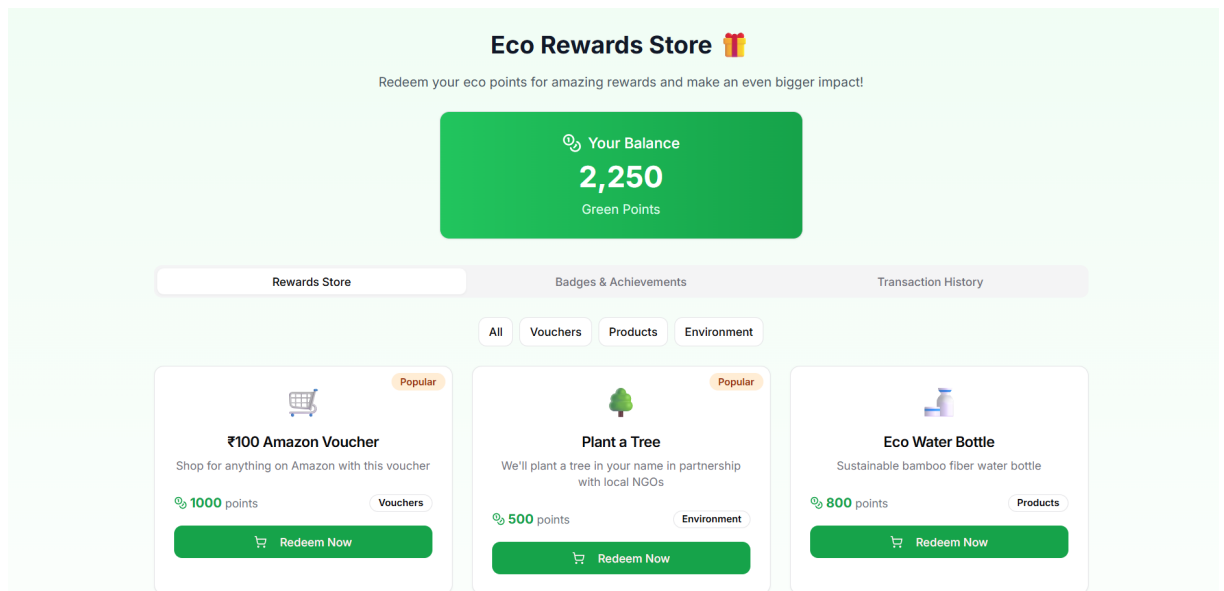 Eco Rewards Store
Redeem your eco points for amazing rewards and make an even bigger impact!
Your Balance
2,250
Green Points
Rewards Store
Badges & Achievements
Transaction History
All
Vouchers
Products
Environment
Popular
₹100 Amazon Voucher
Shop for anything on Amazon with this voucher
1000 points
Vouchers
Redeem Now
Popular
Plant a Tree
We'll plant a tree in your name in partnership
with local NGOs
500 points
Environment
Redeem Now
Eco Water Bottle
Sustainable bamboo fiber water bottle
800 points
Products
Redeem Now